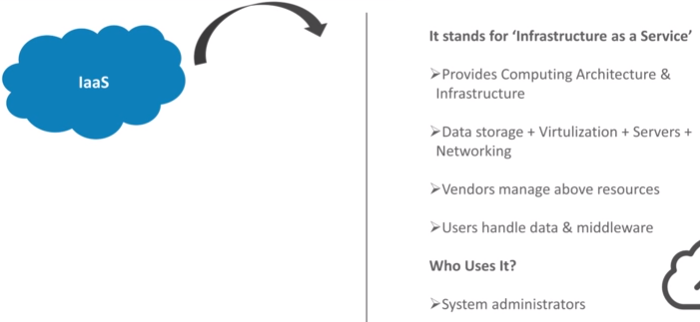 IaaS
It stands for ‘Infrastructure as a Service’
➢Provides Computing Architecture &
Infrastructure
➢Data storage + Virtulization + Servers +
Networking
➢Vendors manage above resources
➢Users handle data & middleware
Who Uses It?
➢System administrators